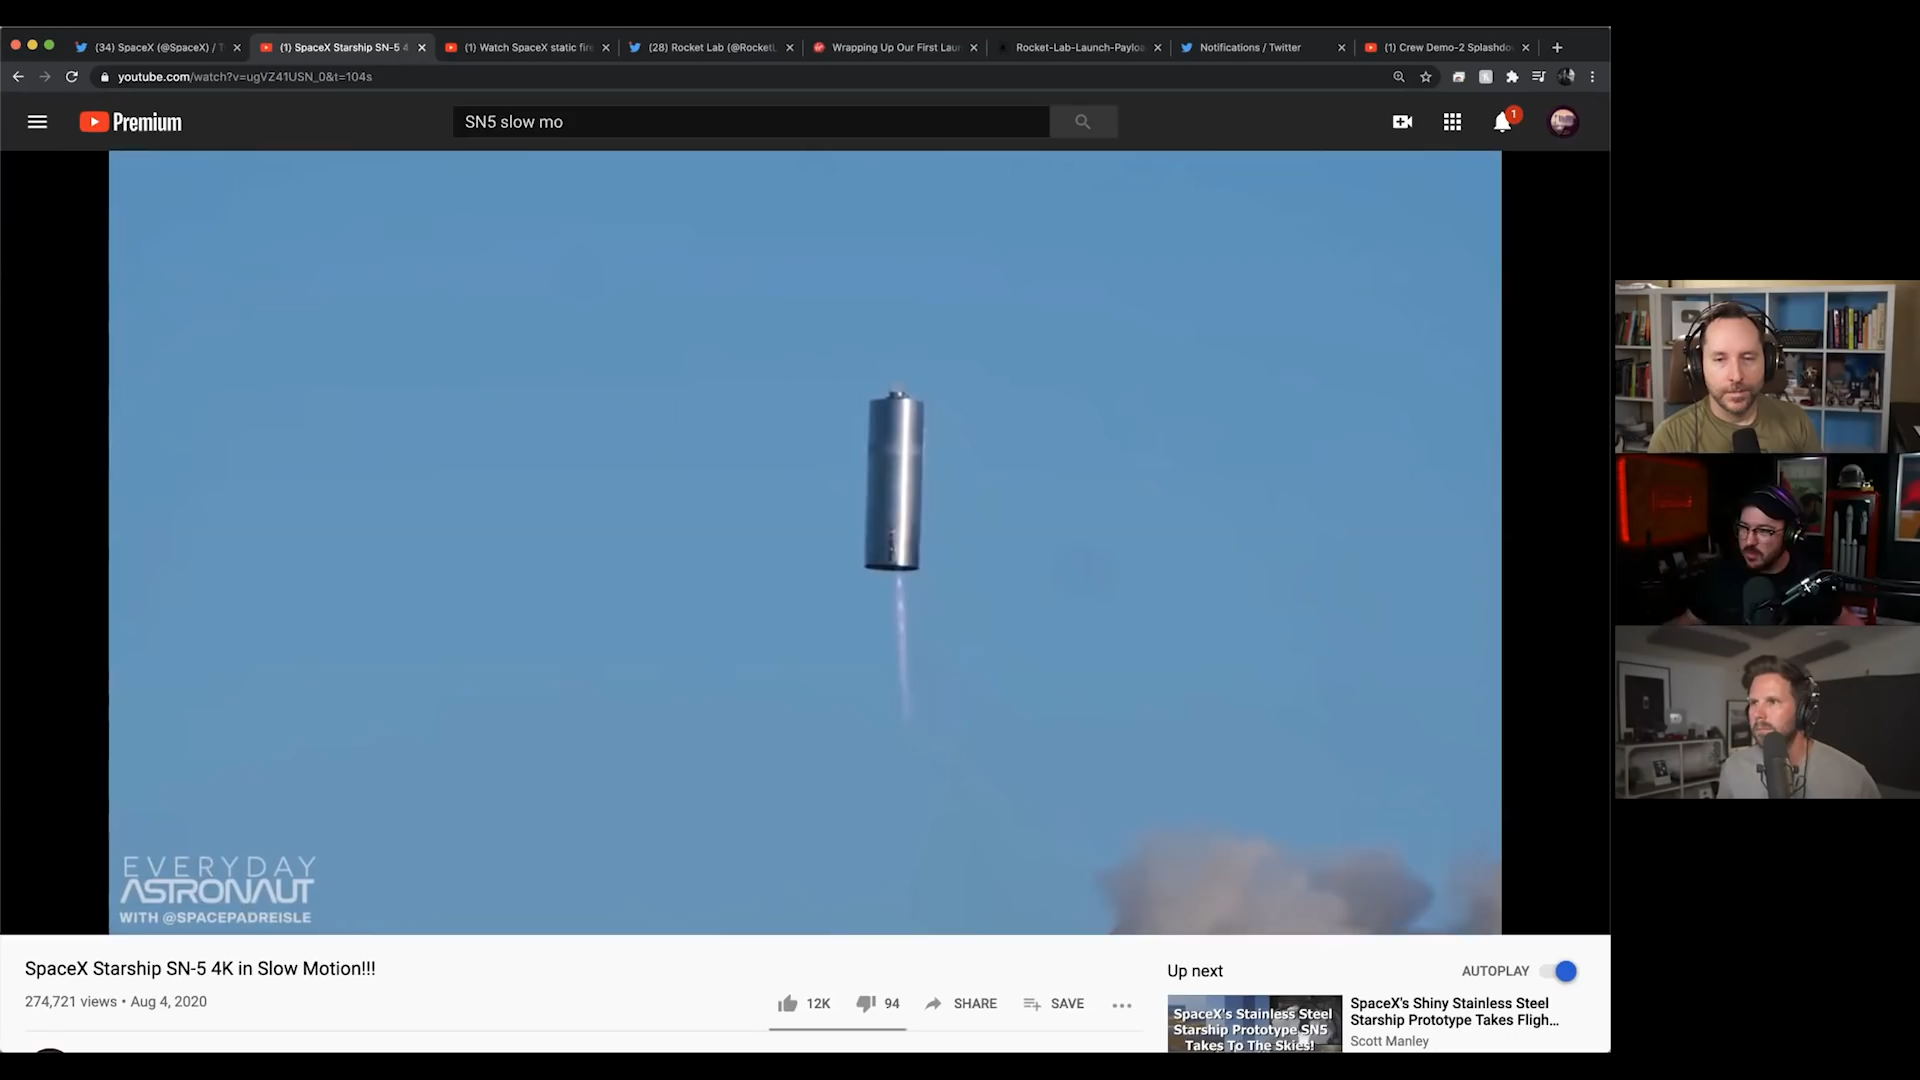 (34) SpaceX (@SpaceX) / T
(1) SpaceX Starship SN-5 4
(1) Watch SpaceX static fire
(28) Rocket Lab (@RocketL
Wrapping Up Our First Laun
Rocket-Lab-Launch-Payloa
Notifications / Twitter
(1) Crew Demo-2 Splashdo
youtube.com/watch?v=ugVZ41USN_0&t=104s
Premium
SN5 slow mo
1
EVERYDAY
ASTRONAUT
WITH @SPACEPADREISLE
SpaceX Starship SN-5 4K in Slow Motion!!!
274,721 views • Aug 4, 2020
12K
94
SHARE
SAVE
Up next
AUTOPLAY
SpaceX's Stainless Steel
Starship Prototype SN5
Takes To The Skies!
SpaceX's Shiny Stainless Steel
Starship Prototype Takes Fligh...
Scott Manley